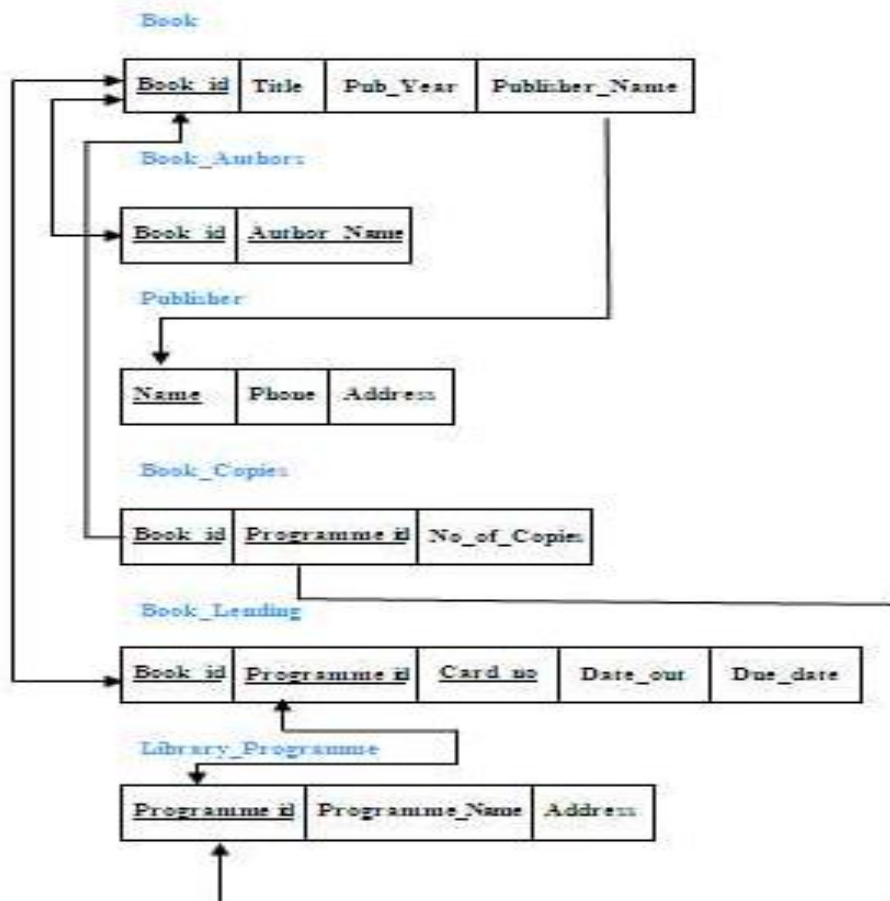 Book
Book_id Title Pub_Year Publisher_Name
Book_Authors
Book_id Author_Name
Publisher
Name Phone Address
Book_Copies
Book_id Programme_id No_of_Copies
Book_Lending
Book_id Programme_id Card_no Date_out Due_date
Library_Programme
Programme_id Programme_Name Address